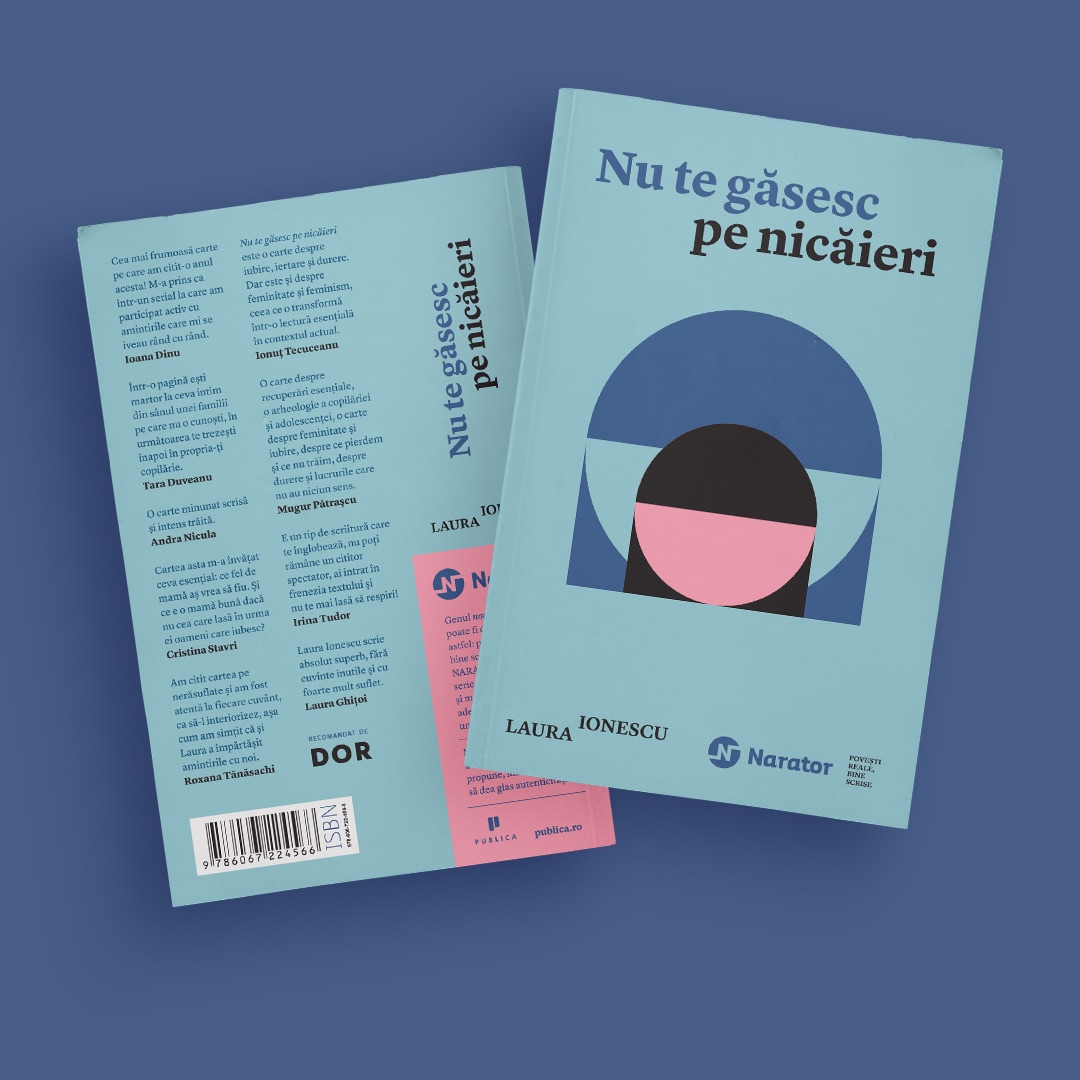 Nu te găsesc
pe nicăieri
LAURA IONESCU
Narator
POVEȘTI
REALE,
BINE
SCRISE
Cea mai frumoasă carte
pe care am citit-o anul
acesta! M-a prins ca
într-un serial la care am
participat activ cu
amintirile care mi se
iveau rând cu rând.
Ioana Dinu
Într-o pagină ești
martor la ceva intim
din sânul unei familii
pe care nu o cunoști, în
următoarea te trezești
înapoi în propria-ți
copilărie.
Tara Duveanu
O carte minunat scrisă
și intens trăită.
Andra Nicula
Cartea asta m-a învățat
ceva esențial: ce fel de
mamă aș vrea să fiu. Și
ce e o mamă bună dacă
nu cea care lasă în urma
ei oameni care iubesc?
Cristina Stavri
Am citit cartea pe
nerăsuflate și am fost
atentă la fiecare cuvânt,
ca să-l interiorizez, așa
cum am simțit că și
Laura a împărtășit
amintirile cu noi.
Roxana Tănăsachi
Nu te găsesc pe nicăieri
este o carte despre
iubire, iertare și durere.
Dar este și despre
feminitate și feminism,
ceea ce o transformă
într-o lectură esențială
în contextul actual.
Ionuț Tecuceanu
O carte despre
recuperări esențiale,
o arheologie a copilăriei
și adolescenței, o carte
despre feminitate și
iubire, despre ce pierdem
și ce nu trăim, despre
durere și lucrurile care
nu au niciun sens.
Mugur Pătrașcu
E un tip de scriitură care
te înglobează, nu poți
rămâne un cititor
spectator, ai intrat în
frenezia textului și
nu te mai lasă să respiri!
Irina Tudor
Laura Ionescu scrie
absolut superb, fără
cuvinte inutile și cu
foarte mult suflet.
Laura Ghițoi
RECOMANDAT DE
DOR
ISBN
9 786067 224566
Nu te găsesc
pe nicăieri
LAURA
Genul
poate fi
astfel:
bine
serie
și
propune,
să dea glas
PUBLICA
publica.ro